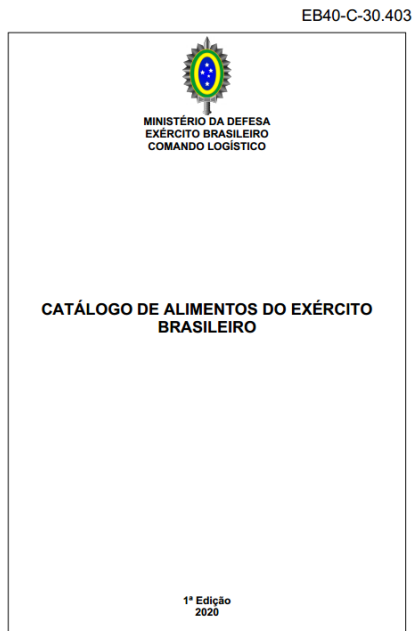 EB40-C-30.403
MINISTÉRIO DA DEFESA
EXÉRCITO BRASILEIRO
COMANDO LOGÍSTICO
CATÁLOGO DE ALIMENTOS DO EXÉRCITO
BRASILEIRO
1ª Edição
2020